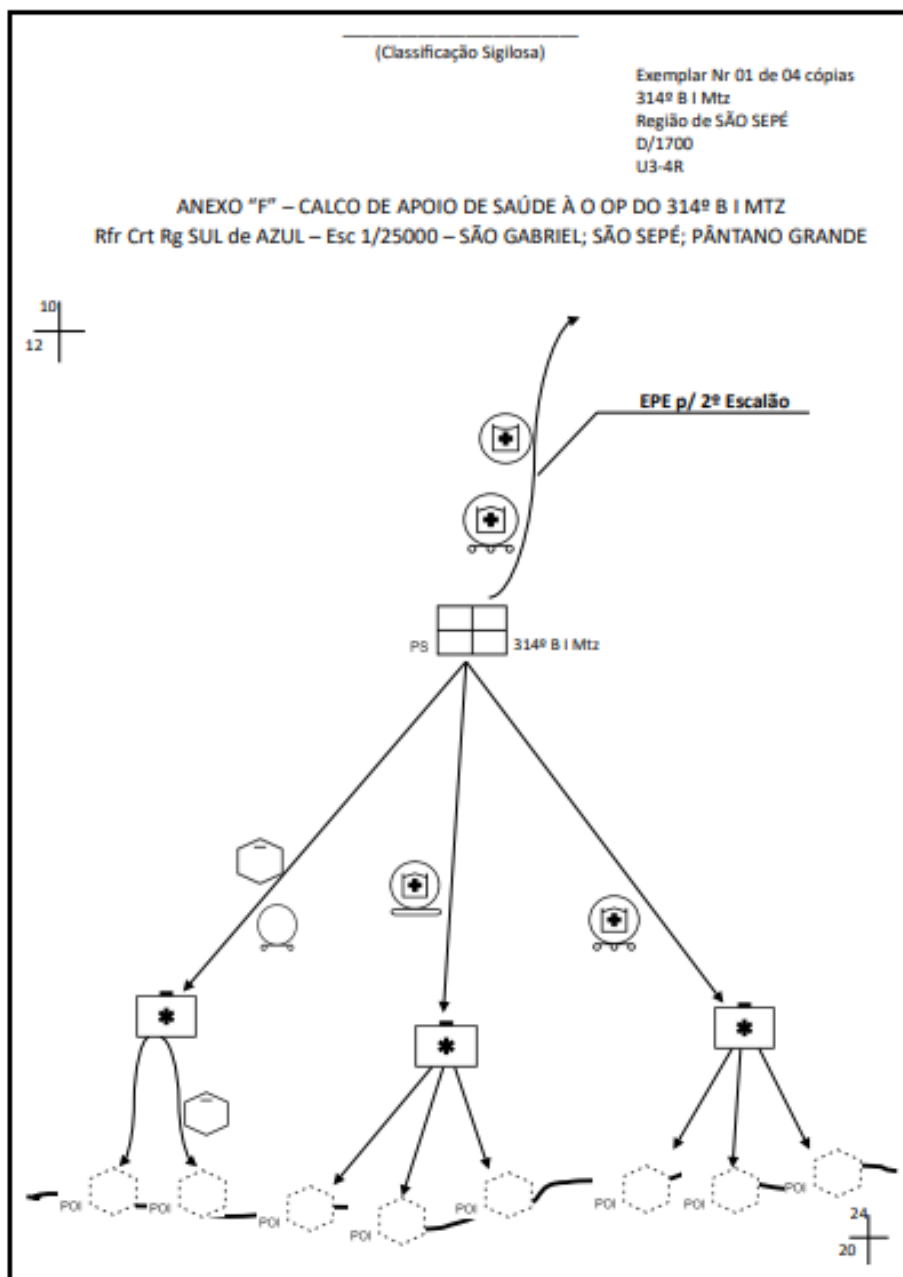 (Classificação Sigilosa)
Exemplar Nr 01 de 04 cópias
314º B I Mtz
Região de SÃO SEPÉ
D/1700
U3-4R
ANEXO “F” – CALCO DE APOIO DE SAÚDE À O OP DO 314º B I MTZ
Rfr Crt Rg SUL de AZUL – Esc 1/25000 – SÃO GABRIEL; SÃO SEPÉ; PÂNTANO GRANDE
10
12
EPE p/ 2º Escalão
PS
314º B I Mtz
POI
POI
POI
POI
POI
POI
POI
POI
24
20